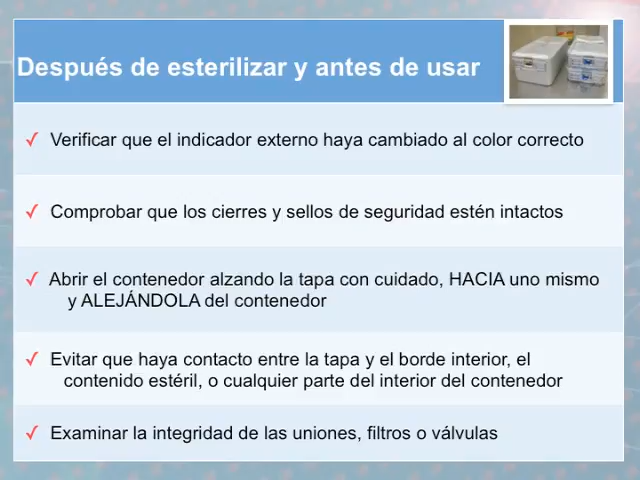 Después de esterilizar y antes de usar
✓ Verificar que el indicador externo haya cambiado al color correcto
✓ Comprobar que los cierres y sellos de seguridad estén intactos
✓ Abrir el contenedor alzando la tapa con cuidado, HACIA uno mismo
y ALEJÁNDOLA del contenedor
✓ Evitar que haya contacto entre la tapa y el borde interior, el
contenido estéril, o cualquier parte del interior del contenedor
✓ Examinar la integridad de las uniones, filtros o válvulas